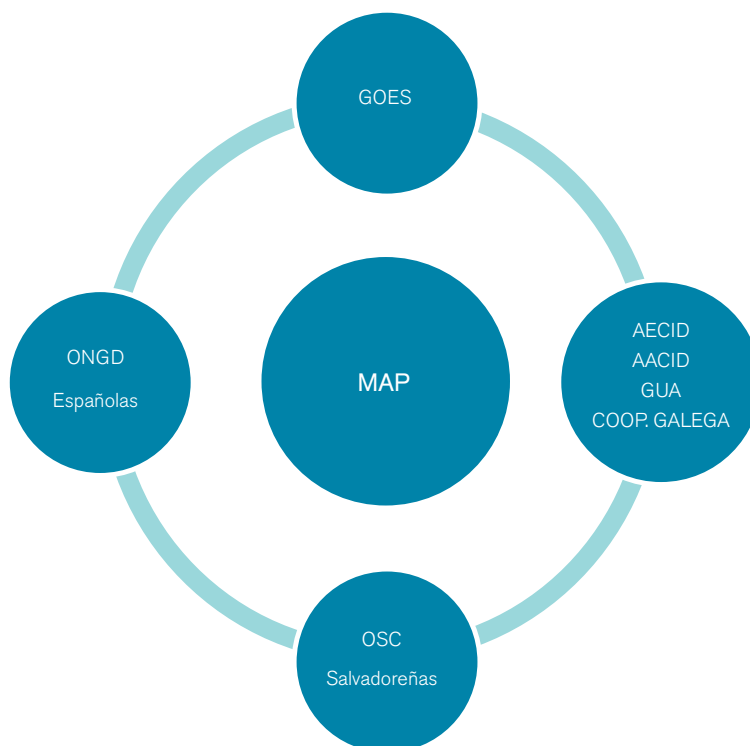 GOES
ONGD
Españolas
MAP
AECID
AACID
GUA
COOP. GALEGA
OSC
Salvadoreñas